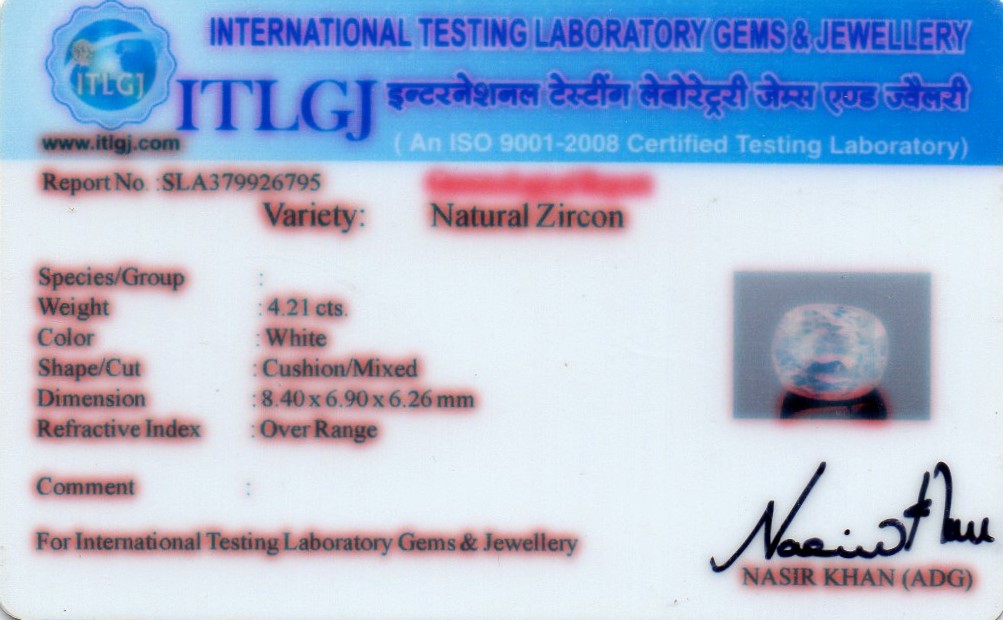 INTERNATIONAL TESTING LABORATORY GEMS & JEWELLERY
ITLGJ
ITLGJ इन्टरनेशनल टेस्टींग लेबोरेट्ररी जेम्स एण्ड ज्वैलरी
www.itlgj.com
( An ISO 9001-2008 Certified Testing Laboratory)
Report No. :SLA379926795
Variety: Natural Zircon
Species/Group :
Weight : 4.21 cts.
Color : White
Shape/Cut : Cushion/Mixed
Dimension : 8.40 x 6.90 x 6.26 mm
Refractive Index : Over Range
Comment :
For International Testing Laboratory Gems & Jewellery
NASIR KHAN (ADG)